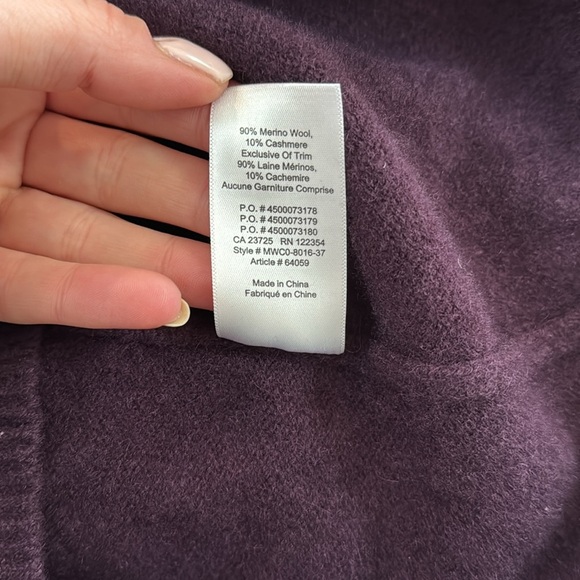 90% Merino Wool,
10% Cashmere
Exclusive Of Trim
90% Laine Mérinos,
10% Cachemire
Aucune Garniture Comprise
P.O. # 4500073178
P.O. # 4500073179
P.O. # 4500073180
CA 23725 RN 122354
Style # MWC0-8016-37
Article # 64059
Made in China
Fabriqué en Chine